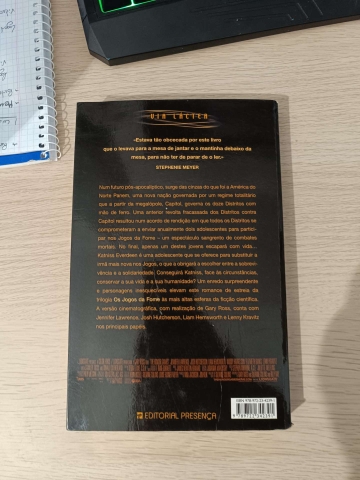 VIA LÁCTEA
«Estava tão obcecada por este livro
que o levava para a mesa de jantar e o mantinha debaixo da
mesa, para não ter de parar de o ler.»
STEPHENIE MEYER
Num futuro pós-apocalíptico, surge das cinzas do que foi a América do
Norte Panem, uma nova nação governada por um regime totalitário
que a partir da megalópole, Capitol, governa os doze Distritos com
mão de ferro. Uma anterior revolta fracassada dos Distritos contra
Capitol resultou num acordo de rendição em que todos os Distritos se
comprometeram a enviar anualmente dois adolescentes para partici-
par nos Jogos da Fome – um espectáculo sangrento de combates
mortais. No final, apenas um destes jovens escapará com vida...
Katniss Everdeen é uma adolescente que se oferece para substituir a
irmã mais nova nos Jogos, o que a obrigará a escolher entre a sobrevi-
vência e a solidariedade. Conseguirá Katniss, face às circunstâncias,
conservar a sua vida e a sua humanidade? Um enredo surpreendente
e personagens inesquecíveis elevam este romance de estreia da
trilogia Os Jogos da Fome às mais altas esferas da ficção científica.
A versão cinematográfica, com realização de Gary Ross, conta com
Jennifer Lawrence, Josh Hutcherson, Liam Hemsworth e Lenny Kravitz
nos principais papéis.
EDITORIAL PRESENÇA
ISBN 978-972-23-4239-1